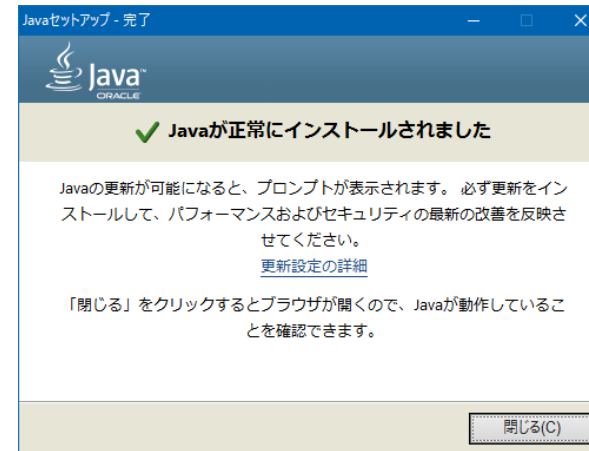 Javaセットアップ - 完了
Java™
ORACLE
Javaが正常にインストールされました
Javaの更新が可能になると、プロンプトが表示されます。 必ず更新をイン
ストールして、パフォーマンスおよびセキュリティの最新の改善を反映さ
せてください。
更新設定の詳細
「閉じる」をクリックするとブラウザが開くので、Javaが動作しているこ
とを確認できます。
閉じる(C)